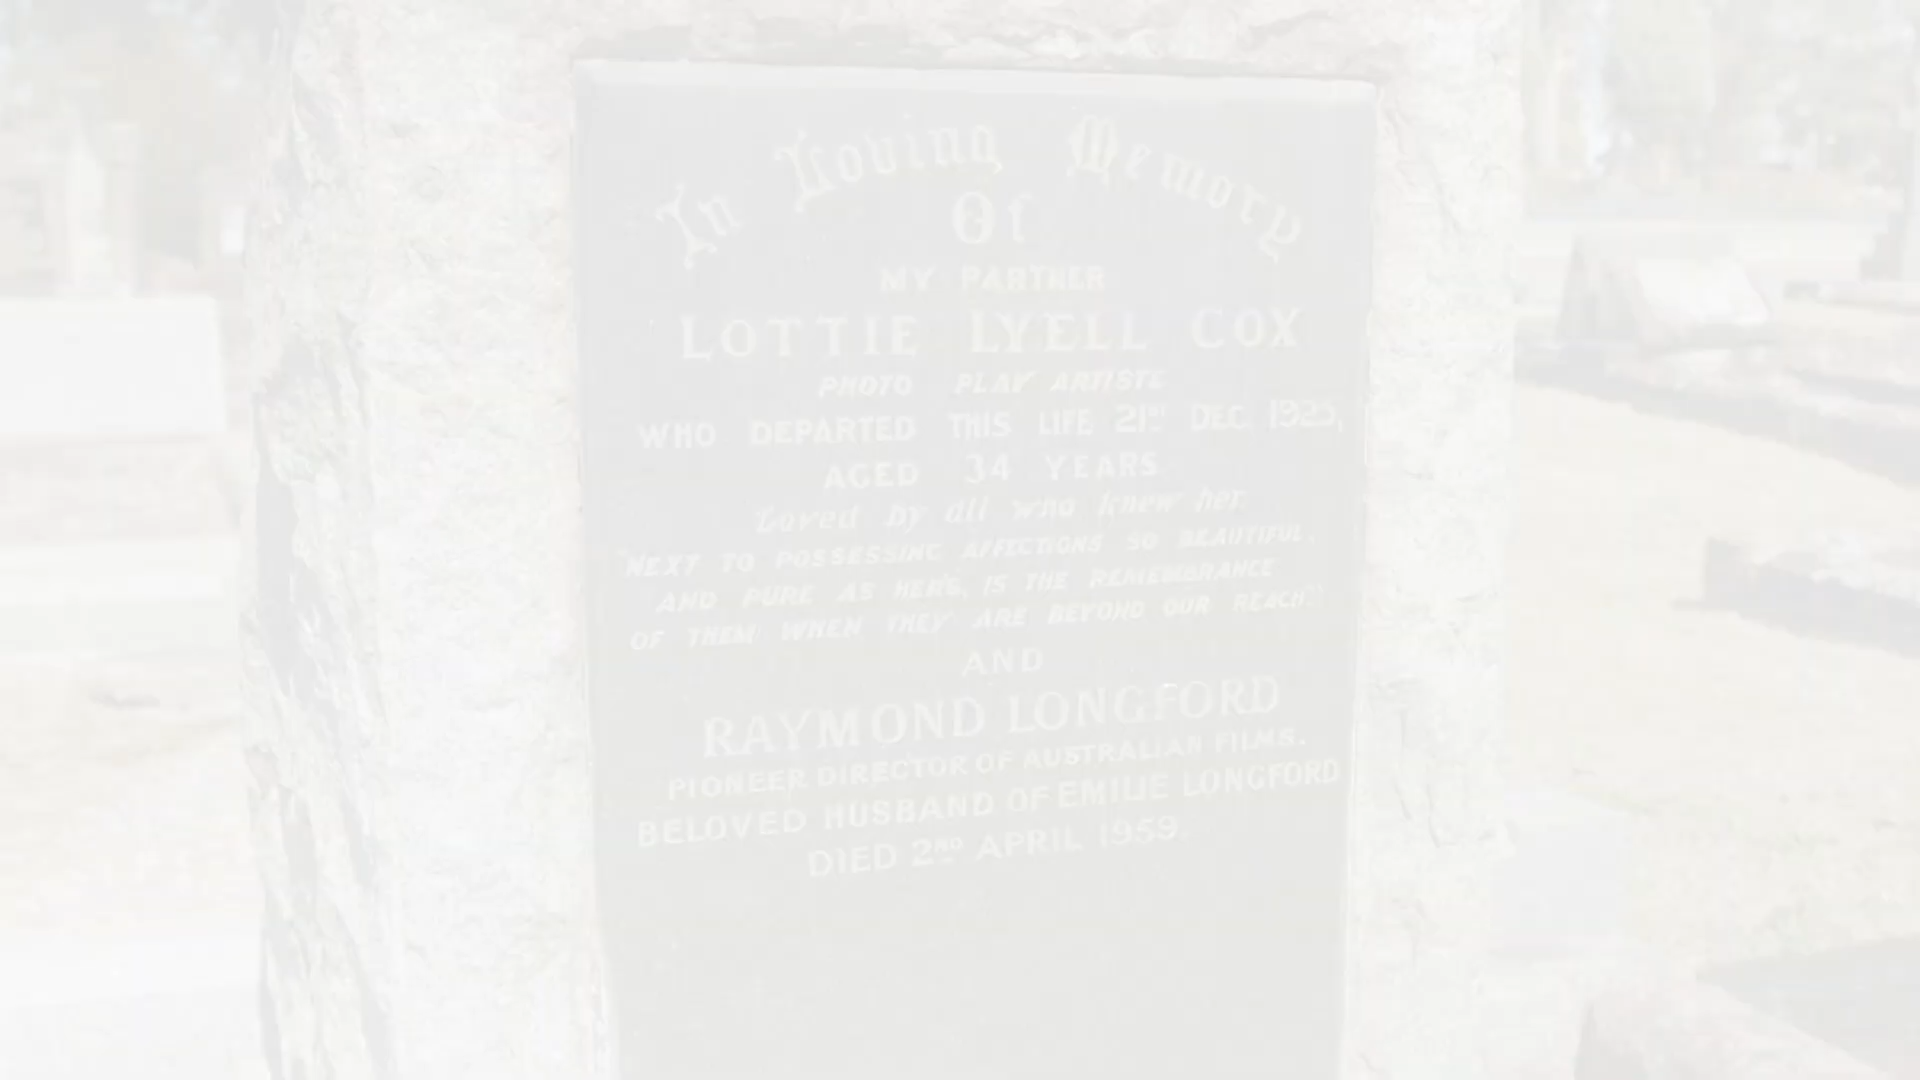 In Loving Memory
Of
MY PARTNER
LOTTIE LYELL COX
PHOTO PLAY ARTISTE
WHO DEPARTED THIS LIFE 21ST DEC. 1925,
AGED 34 YEARS
Loved by all who knew her.
"NEXT TO POSSESSING AFFECTIONS SO BEAUTIFUL,
AND PURE AS HER'S, IS THE REMEMBRANCE
OF THEM WHEN THEY ARE BEYOND OUR REACH."
AND
RAYMOND LONGFORD
PIONEER DIRECTOR OF AUSTRALIAN FILMS.
BELOVED HUSBAND OF EMILIE LONGFORD
DIED 2ND APRIL 1959.